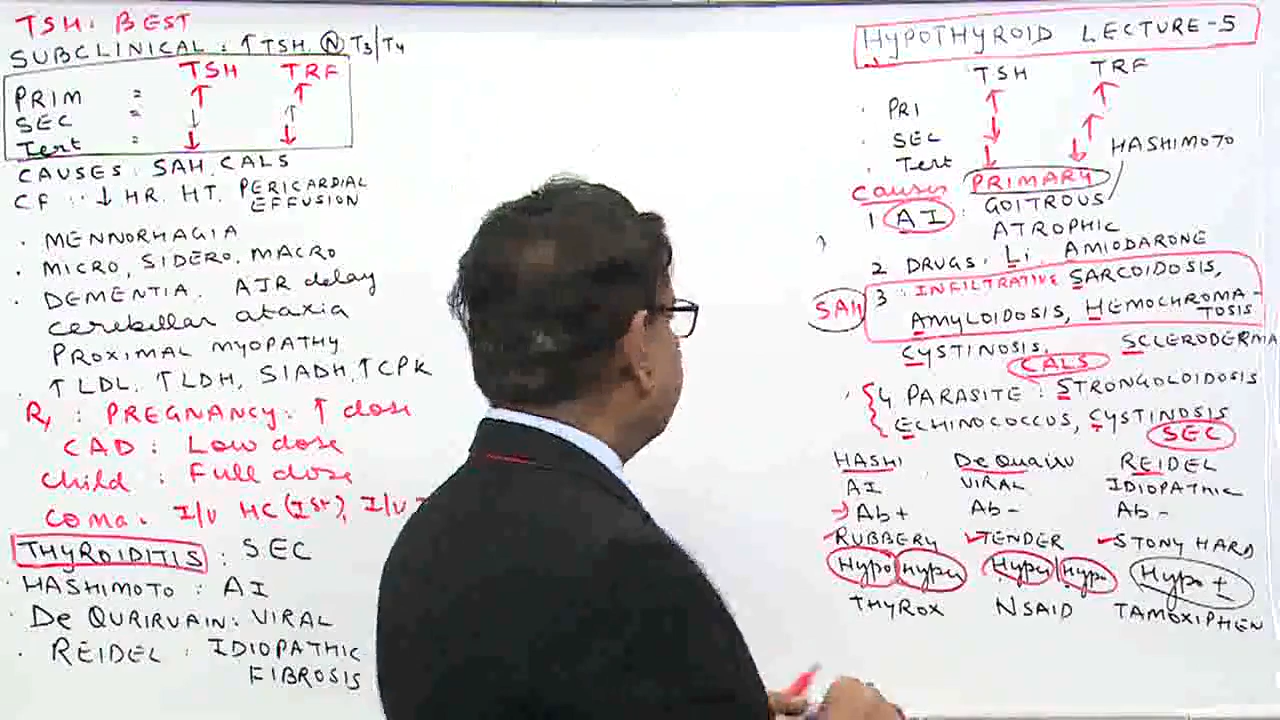 TSH: BEST
SUBCLINICAL : ↑TSH. Ⓝ T3/T4
TSH TRF
PRIM = ↑ ↑
SEC = ↓ ↑
Tert = ↓ ↓
CAUSES: SAH, CALS
CF : ↓ HR. HT. PERICARDIAL
EFFUSION
. MENNORHAGIA
. MICRO, SIDERO, MACRO
. DEMENTIA. AJR delay
cerebillar ataxia
PROXIMAL MYOPATHY
. ↑LDL, ↑LDH, SIADH, ↑CPK
Rx : PREGNANCY: ↑ dose
CAD : Low dose
Child : Full dose
Coma. I/V HC (Ist), I/V
THYROIDITIS : SEC
. HASHIMOTO : AI
. De QURIRVAIN: VIRAL
. REIDEL : IDIOPATHIC
FIBROSIS
HYPOTHYROID LECTURE-5
TSH TRF
. PRI ↑ ↑
. SEC ↓ ↑
. Tert ↓ ↓
HASHIMOTO
Causes PRIMARY
1 AI : GOITROUS
ATROPHIC
2 DRUGS. Li. AMIODARONE
SAH 3 : INFILTRATIVE SARCOIDOSIS,
AMYLOIDOSIS, HEMOCHROMA-
TOSIS
CYSTINOSIS, SCLERODERMA
CALS
4 PARASITE : STRONGOLOIDOSIS
ECHINOCOCCUS, CYSTINOSIS
SEC
HASHI De Quairv REIDEL
AI VIRAL IDIOPATHIC
→ Ab+ Ab- Ab-
RUBBERY TENDER STONY HARD
Hypo Hyper Hyper Hypo Hypo ±
THYROX NSAID TAMOXIPHEN